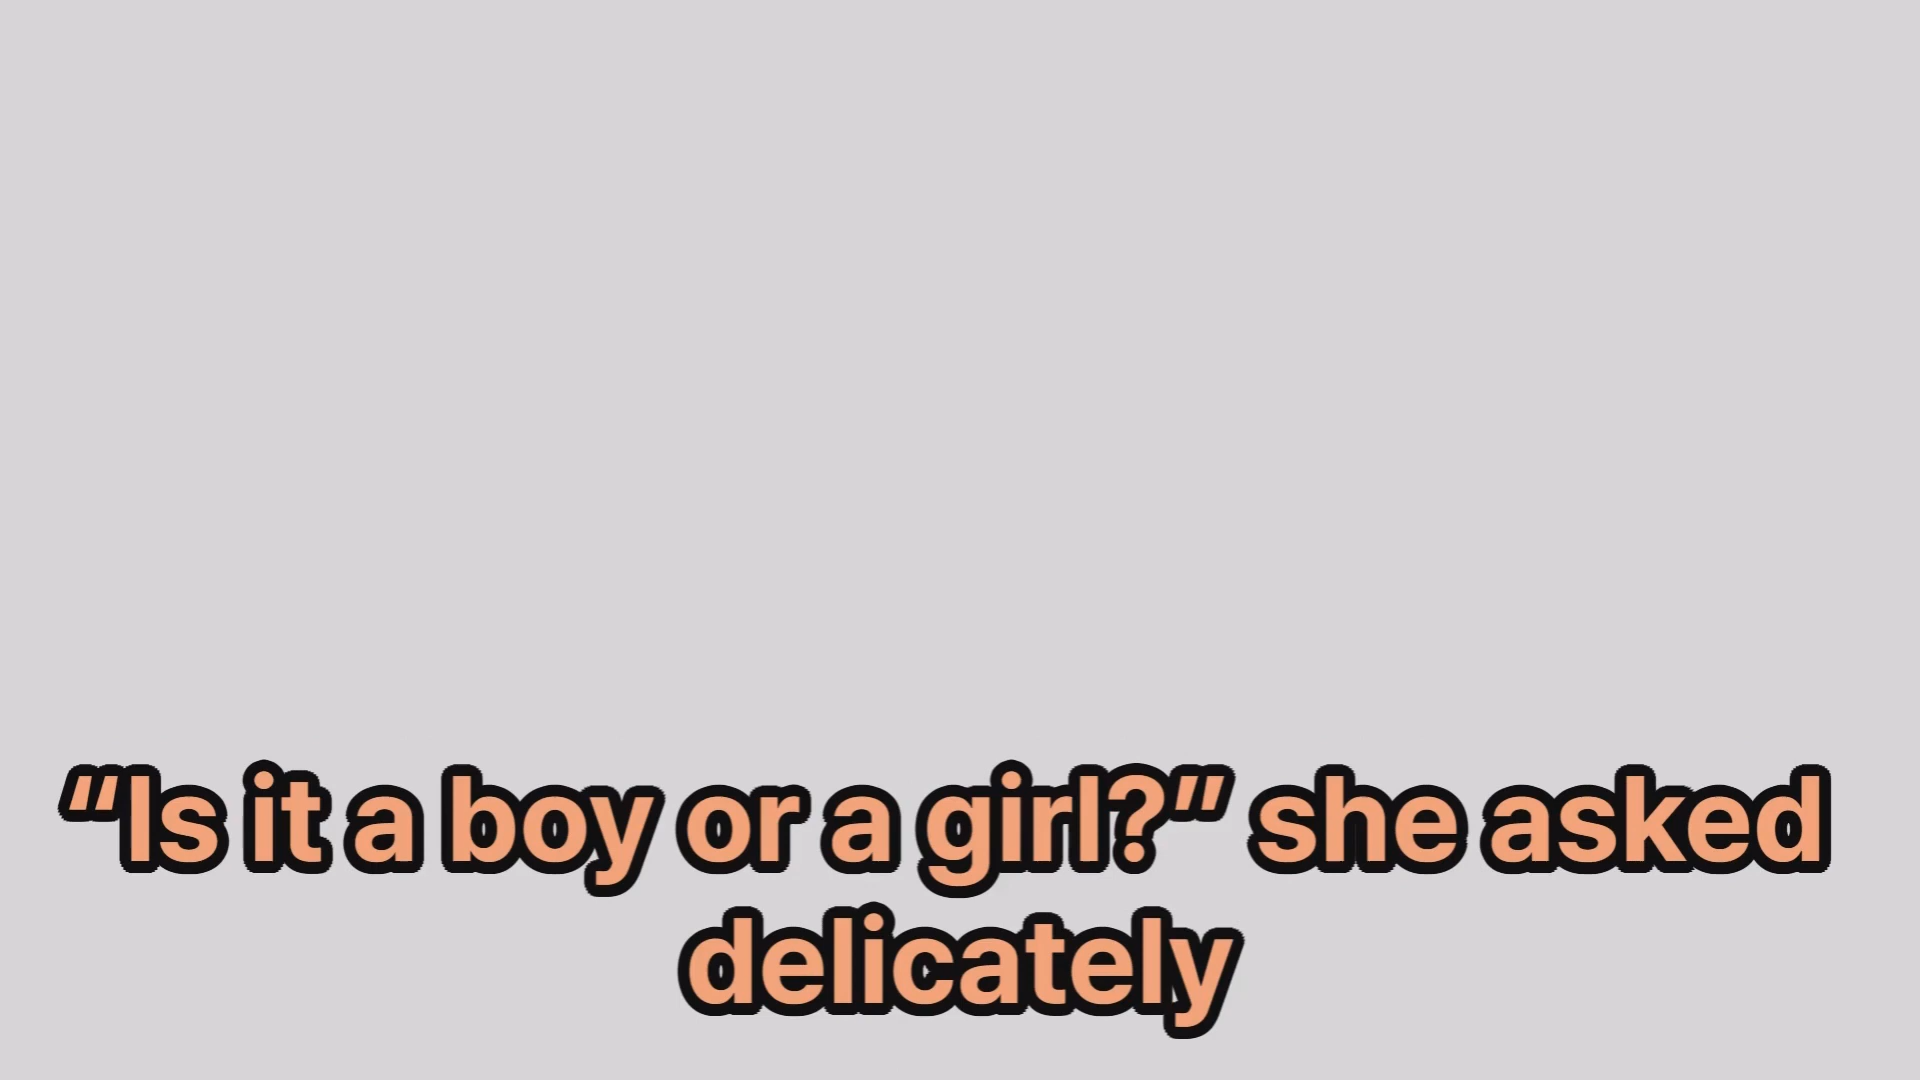 “Is it a boy or a girl?” she asked
delicately